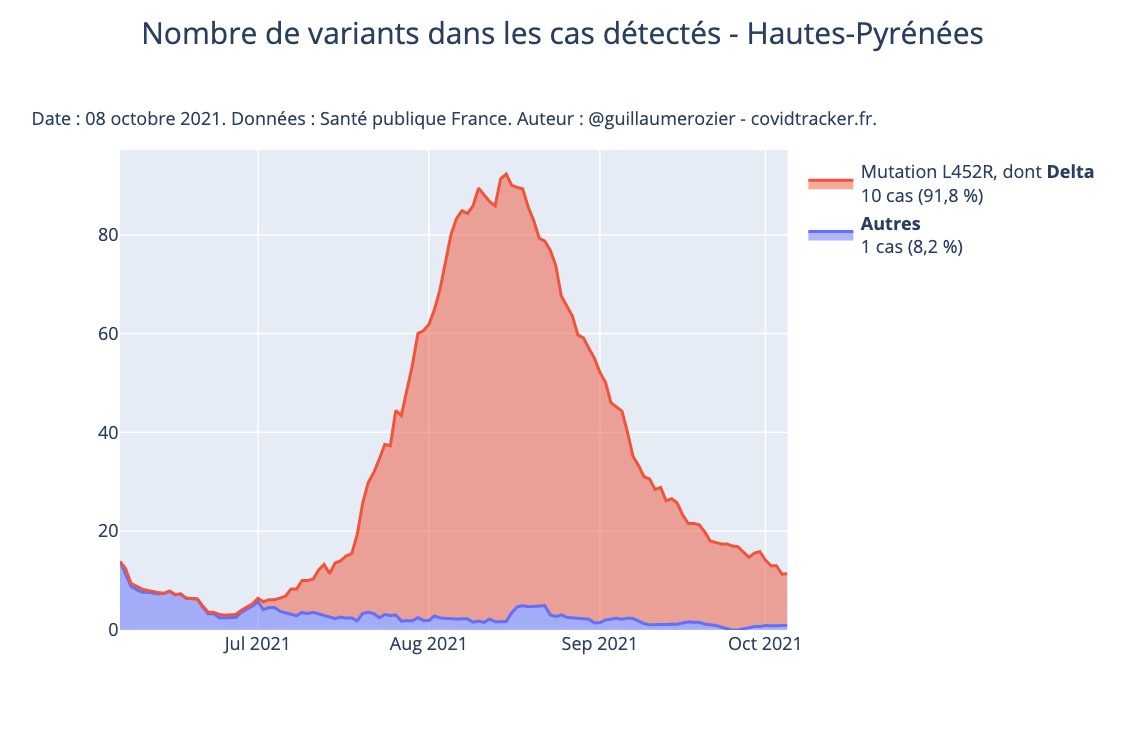 Nombre de variants dans les cas détectés - Hautes-Pyrénées
Date : 08 octobre 2021. Données : Santé publique France. Auteur : @guillaumerozier - covidtracker.fr.
Mutation L452R, dont Delta
10 cas (91,8 %)
Autres
1 cas (8,2 %)
80
60
40
20
0
Jul 2021
Aug 2021
Sep 2021
Oct 2021